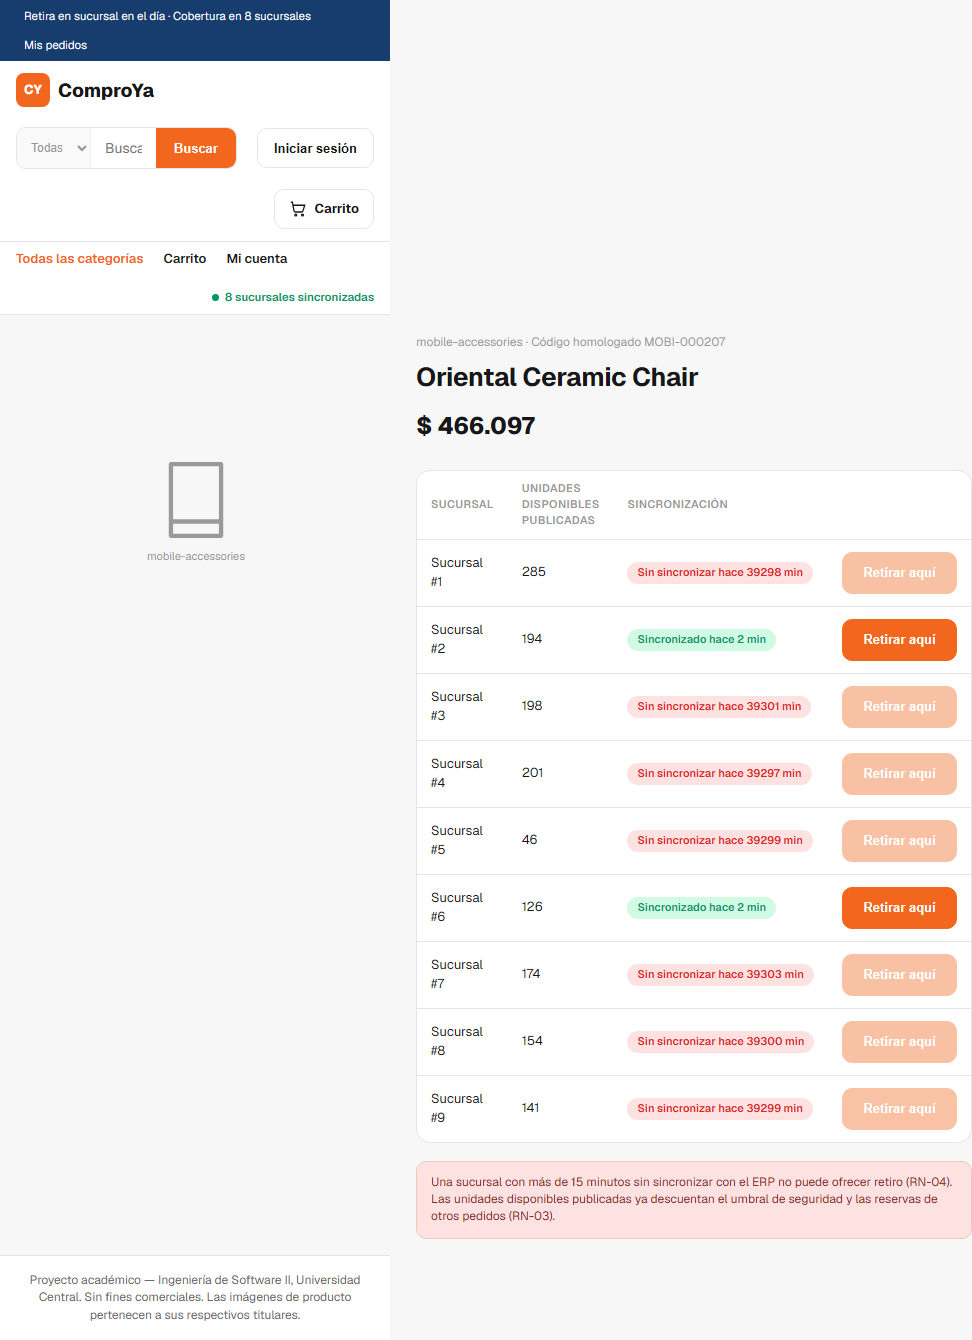 Retira en sucursal en el día · Cobertura en 8 sucursales
Mis pedidos
CY ComproYa
Todas Busca Buscar Iniciar sesión
Carrito
Todas las categorías Carrito Mi cuenta
8 sucursales sincronizadas
mobile-accessories
mobile-accessories · Código homologado MOBI-000207
Oriental Ceramic Chair
$ 466.097
SUCURSAL UNIDADES DISPONIBLES PUBLICADAS SINCRONIZACIÓN
Sucursal #1 285 Sin sincronizar hace 39298 min Retirar aquí
Sucursal #2 194 Sincronizado hace 2 min Retirar aquí
Sucursal #3 198 Sin sincronizar hace 39301 min Retirar aquí
Sucursal #4 201 Sin sincronizar hace 39297 min Retirar aquí
Sucursal #5 46 Sin sincronizar hace 39299 min Retirar aquí
Sucursal #6 126 Sincronizado hace 2 min Retirar aquí
Sucursal #7 174 Sin sincronizar hace 39303 min Retirar aquí
Sucursal #8 154 Sin sincronizar hace 39300 min Retirar aquí
Sucursal #9 141 Sin sincronizar hace 39299 min Retirar aquí
Una sucursal con más de 15 minutos sin sincronizar con el ERP no puede ofrecer retiro (RN-04).
Las unidades disponibles publicadas ya descuentan el umbral de seguridad y las reservas de
otros pedidos (RN-03).
Proyecto académico — Ingeniería de Software II, Universidad
Central. Sin fines comerciales. Las imágenes de producto
pertenecen a sus respectivos titulares.